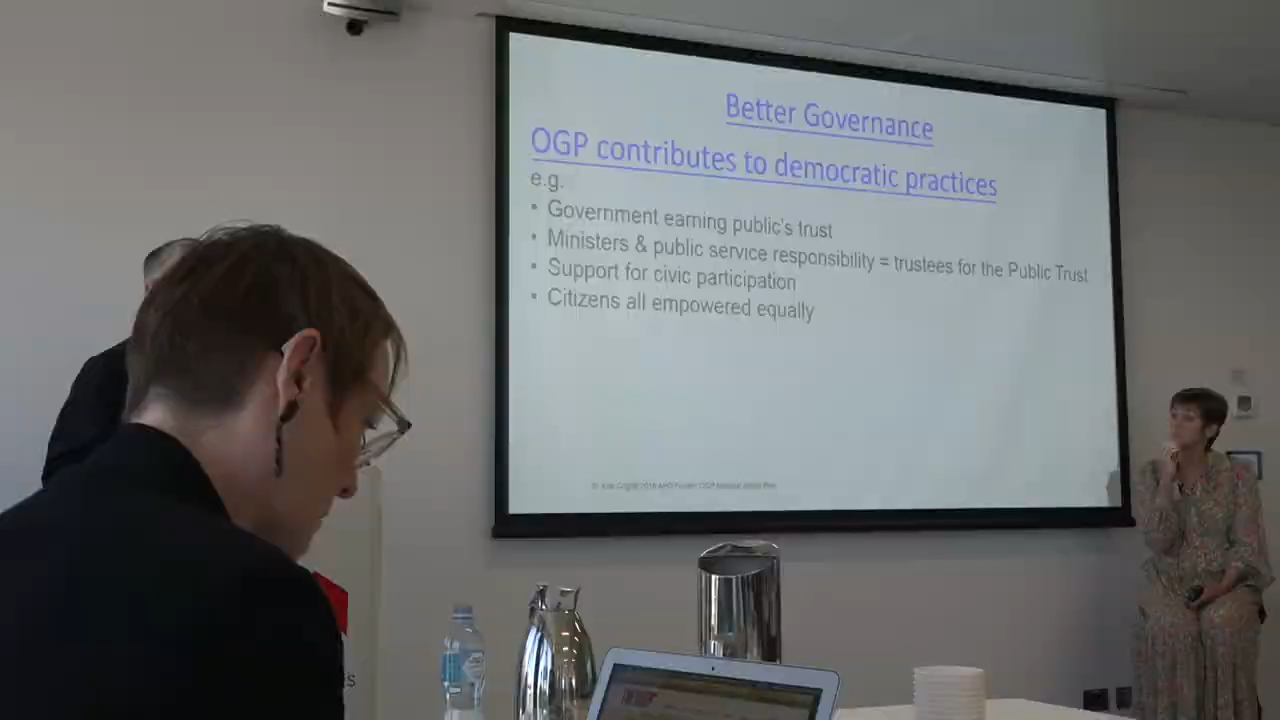 Better Governance
OGP contributes to democratic practices
e.g.
• Government earning public's trust
• Ministers & public service responsibility = trustees for the Public Trust
• Support for civic participation
• Citizens all empowered equally